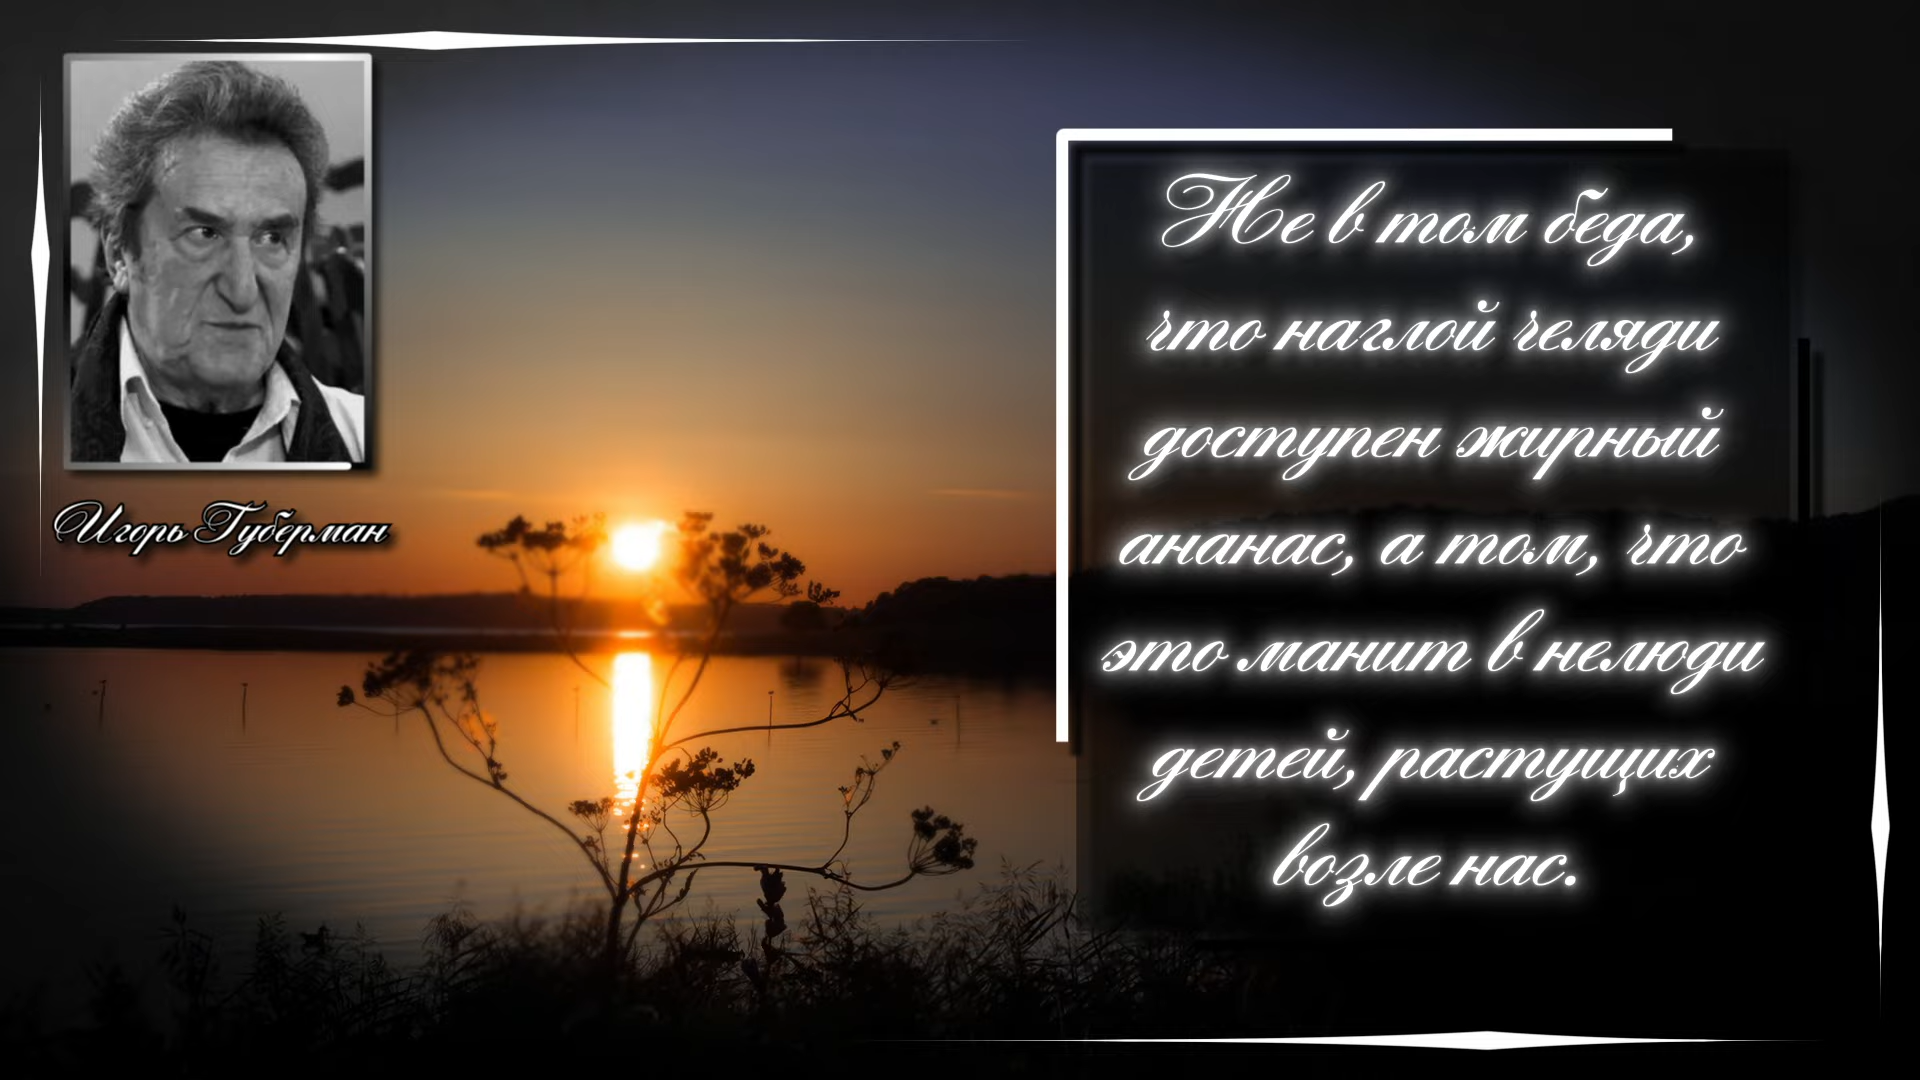 Игорь Губерман
Не в том беда,
что наглой челяди
доступен жирный
ананас, а том, что
это манит в нелюди
детей, растущих
возле нас.